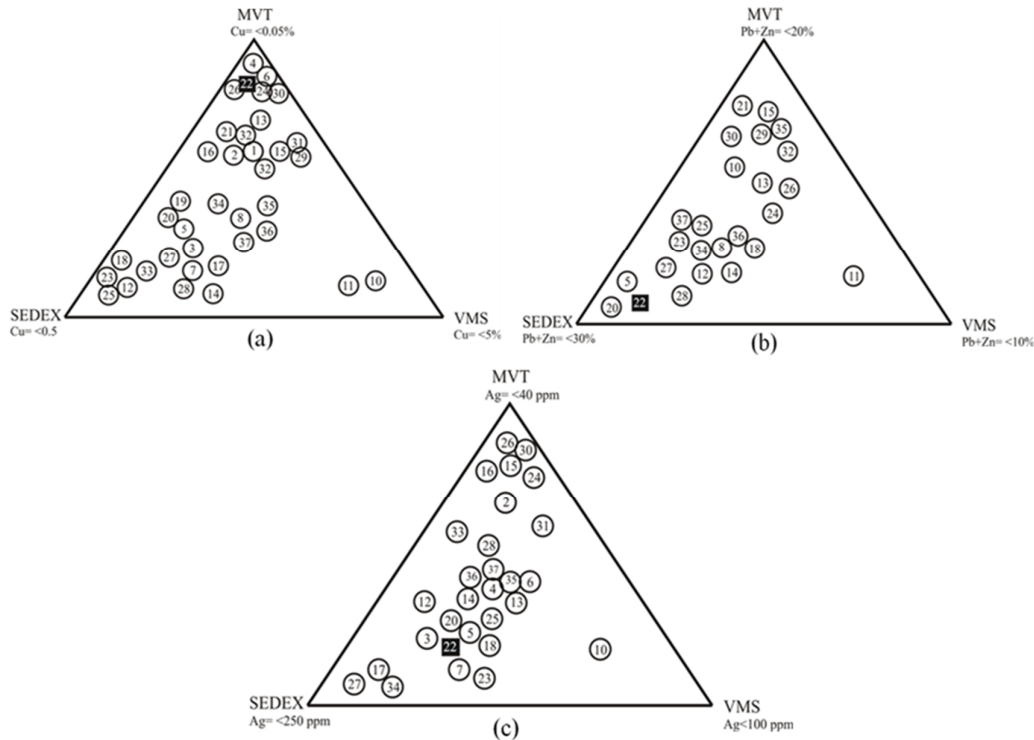 MVT
Cu= <0.05%
4
6
22
26 24 30
13
21 32 31
16 2 1 15 29
32
19 34 35
20 8
5 36
3 37
18 27 17
23 33 7 11 10
12 28 14
25
SEDEX
Cu= <0.5
VMS
Cu= <5%
(a)
MVT
Pb+Zn= <20%
21 15
30 29 35
32
10
13 26
24
37 25
23 34 8 36 18
27 12 14 11
5
20 22 28
SEDEX
Pb+Zn= <30%
VMS
Pb+Zn= <10%
(b)
MVT
Ag= <40 ppm
26 30
16 15 24
2
31
33
28
37
36 4 35 6
12 14 13
20 25
3 5
22 18 10
17 7
27 34 23
SEDEX
Ag= <250 ppm
VMS
Ag<100 ppm
(c)